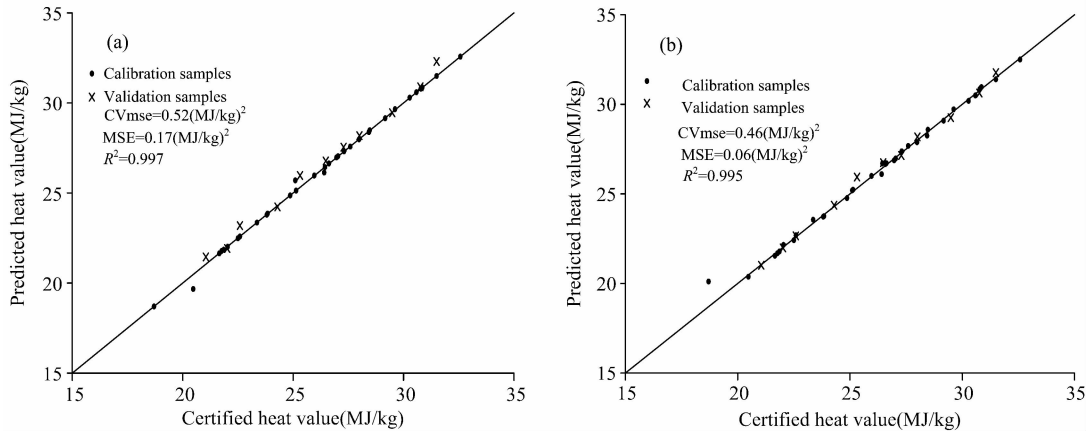 35
30
25
20
15
Predicted heat value(MJ/kg)
(a)
Calibration samples
x Validation samples
CVmse=0.52(MJ/kg)²
MSE=0.17(MJ/kg)²
R²=0.997
15 20 25 30 35
Certified heat value(MJ/kg)
35
30
25
20
15
Predicted heat value(MJ/kg)
(b)
Calibration samples
x Validation samples
CVmse=0.46(MJ/kg)²
MSE=0.06(MJ/kg)²
R²=0.995
15 20 25 30 35
Certified heat value(MJ/kg)